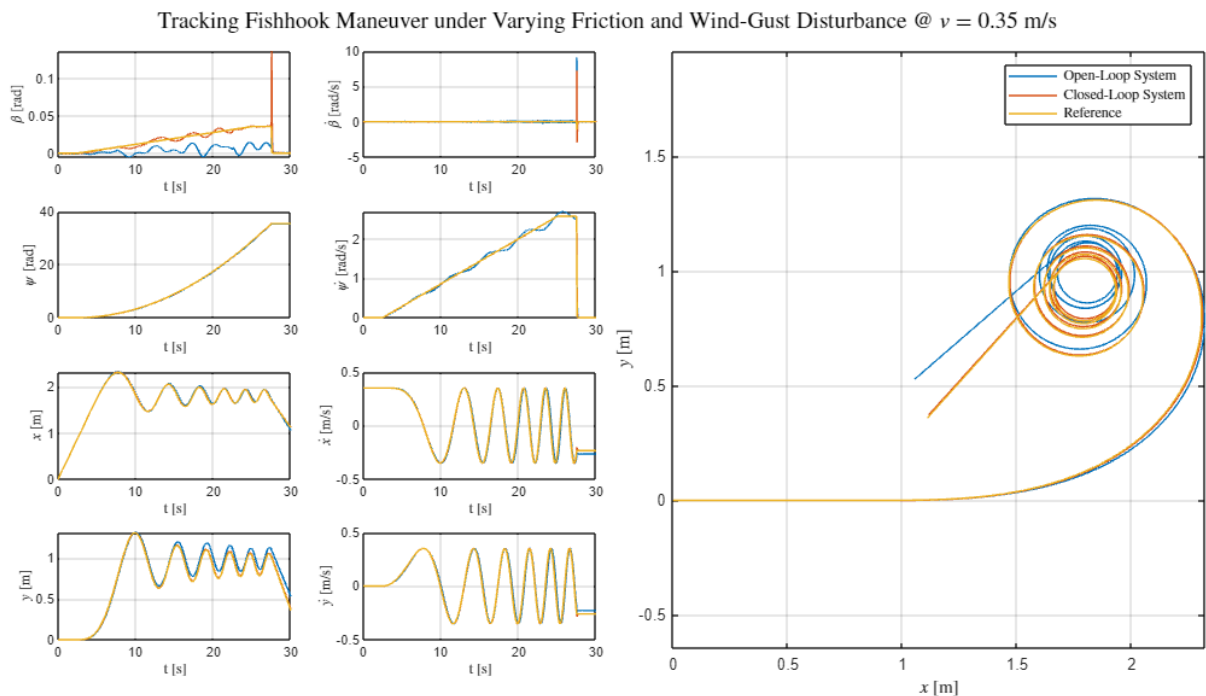 Tracking Fishhook Maneuver under Varying Friction and Wind-Gust Disturbance @ v = 0.35 m/s
0.1
0.05
0
β [rad]
0 10 20 30
t [s]
10
5
0
-5
β̇ [rad/s]
0 10 20 30
t [s]
40
20
0
ψ [rad]
0 10 20 30
t [s]
2
0
ψ̇ [rad/s]
0 10 20 30
t [s]
2
1
0
x [m]
0 10 20 30
t [s]
0.5
0
-0.5
ẋ [m/s]
0 10 20 30
t [s]
1
0.5
0
y [m]
0 10 20 30
t [s]
0.5
0
-0.5
ẏ [m/s]
0 10 20 30
t [s]
Open-Loop System
Closed-Loop System
Reference
1.5
1
0.5
0
-0.5
y [m]
0 0.5 1 1.5 2
x [m]